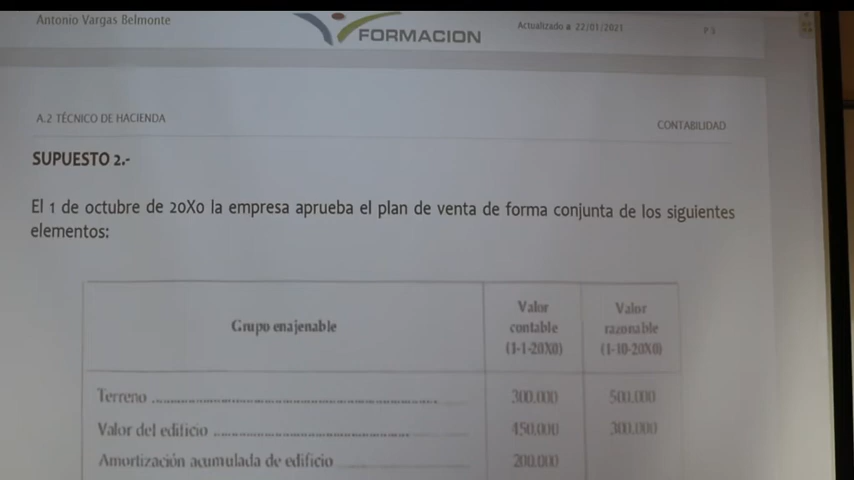 Antonio Vargas Belmonte
FORMACION
Actualizado a 22/01/2021
P 3
A.2 TÉCNICO DE HACIENDA
CONTABILIDAD
SUPUESTO 2.-
El 1 de octubre de 20X0 la empresa aprueba el plan de venta de forma conjunta de los siguientes
elementos:
Grupo enajenable
Valor
contable
(1-1-20X0)
Valor
razonable
(1-10-20X0)
Terreno 300.000 500.000
Valor del edificio 450.000 300.000
Amortización acumulada de edificio 200.000